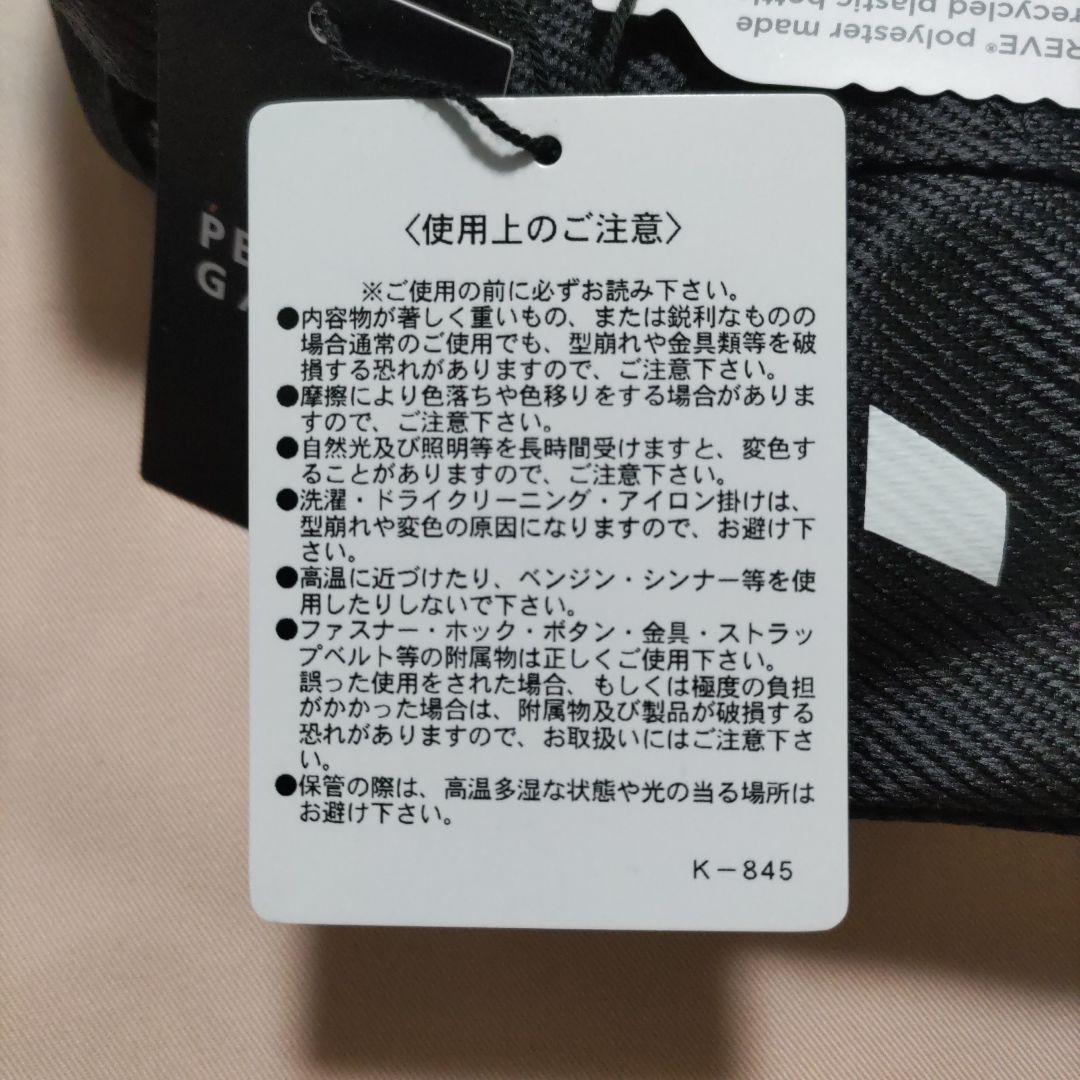 REVE® polyester made
recycled plastic bottle
PE
GA
〈使用上のご注意〉
※ご使用の前に必ずお読み下さい。
●内容物が著しく重いもの、または鋭利なものの
場合通常のご使用でも、型崩れや金具類等を破
損する恐れがありますので、ご注意下さい。
●摩擦により色落ちや色移りをする場合がありま
すので、ご注意下さい。
●自然光及び照明等を長時間受けますと、変色す
ることがありますので、ご注意下さい。
●洗濯・ドライクリーニング・アイロン掛けは、
型崩れや変色の原因になりますので、お避け下
さい。
●高温に近づけたり、ベンジン・シンナー等を使
用したりしないで下さい。
●ファスナー・ホック・ボタン・金具・ストラッ
プベルト等の附属物は正しくご使用下さい。
誤った使用をされた場合、もしくは極度の負担
がかかった場合は、附属物及び製品が破損する
恐れがありますので、お取扱いにはご注意下さ
い。
●保管の際は、高温多湿な状態や光の当る場所は
お避け下さい。
K－845